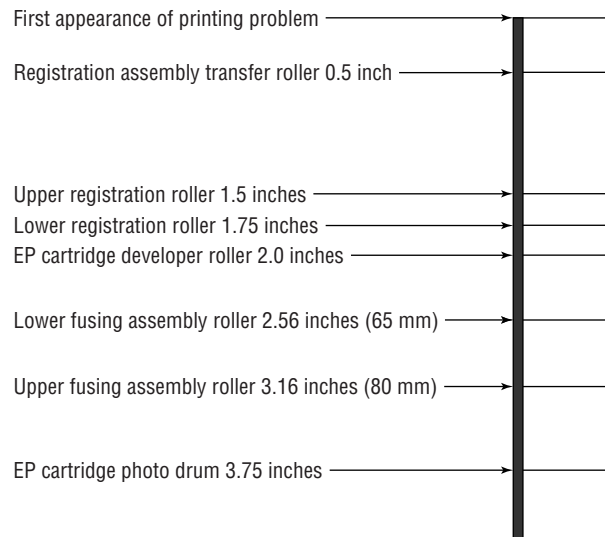 First appearance of printing problem
Registration assembly transfer roller 0.5 inch
Upper registration roller 1.5 inches
Lower registration roller 1.75 inches
EP cartridge developer roller 2.0 inches
Lower fusing assembly roller 2.56 inches (65 mm)
Upper fusing assembly roller 3.16 inches (80 mm)
EP cartridge photo drum 3.75 inches